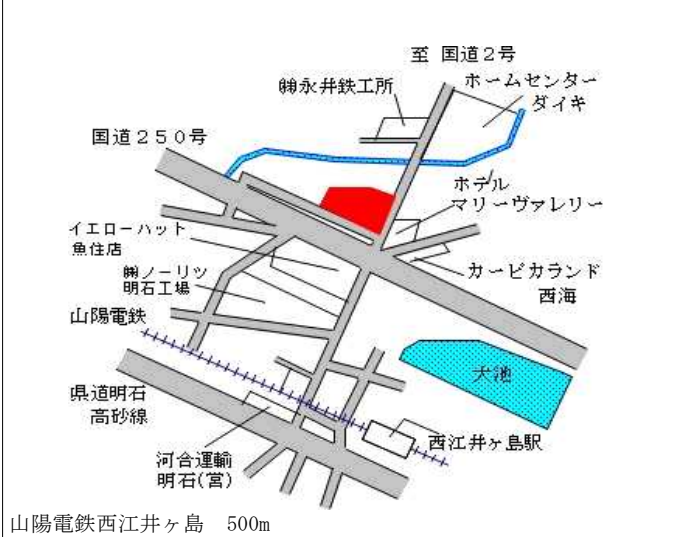 至 国道2号
㈱永井鉄工所
ホームセンター
ダイキ
国道２５０号
ホテル
マリーヴァレリー
イエローハット
魚住店
㈱ノーリツ
明石工場
カーピカランド
西海
山陽電鉄
大池
県道明石
高砂線
西江井ヶ島駅
河合運輸
明石(営)
山陽電鉄西江井ヶ島　500m